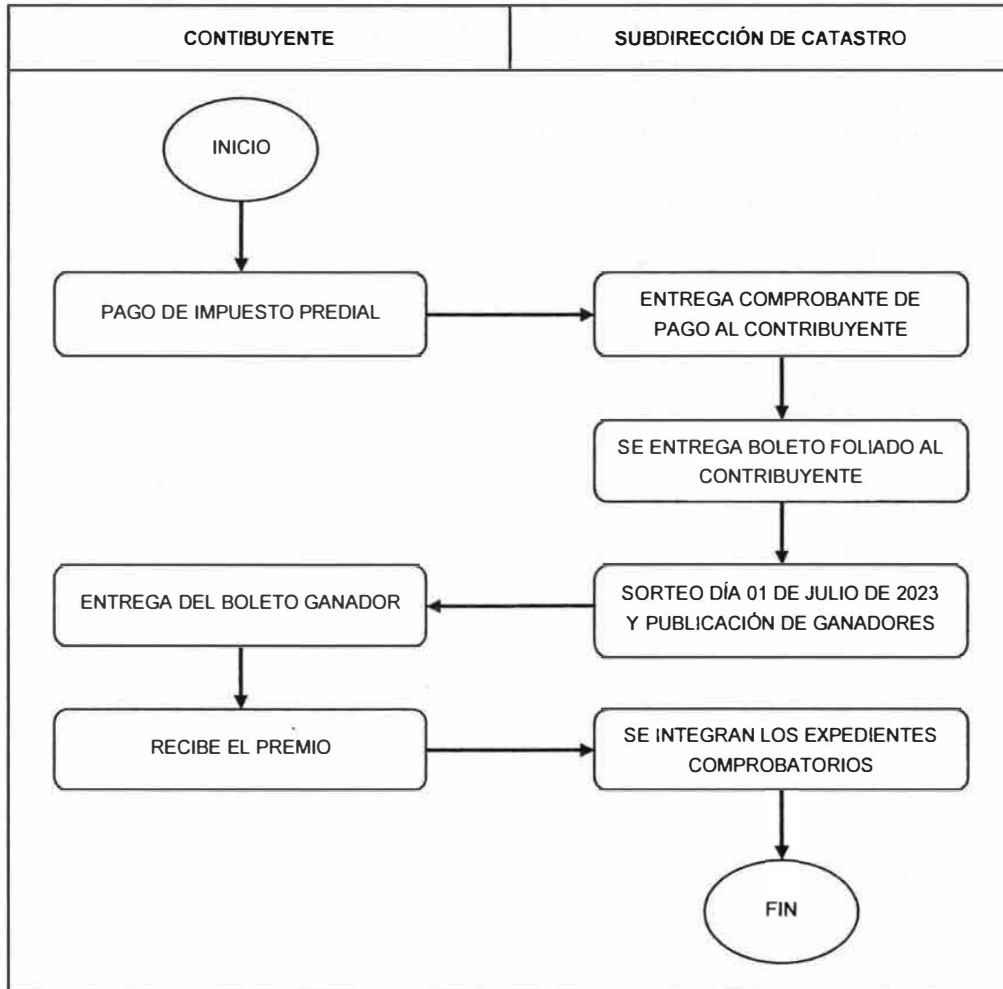 CONTIBUYENTE
SUBDIRECCIÓN DE CATASTRO
INICIO
PAGO DE IMPUESTO PREDIAL
ENTREGA COMPROBANTE DE
PAGO AL CONTRIBUYENTE
SE ENTREGA BOLETO FOLIADO AL
CONTRIBUYENTE
SORTEO DÍA 01 DE JULIO DE 2023
Y PUBLICACIÓN DE GANADORES
ENTREGA DEL BOLETO GANADOR
RECIBE EL PREMIO
SE INTEGRAN LOS EXPEDIENTES
COMPROBATORIOS
FIN